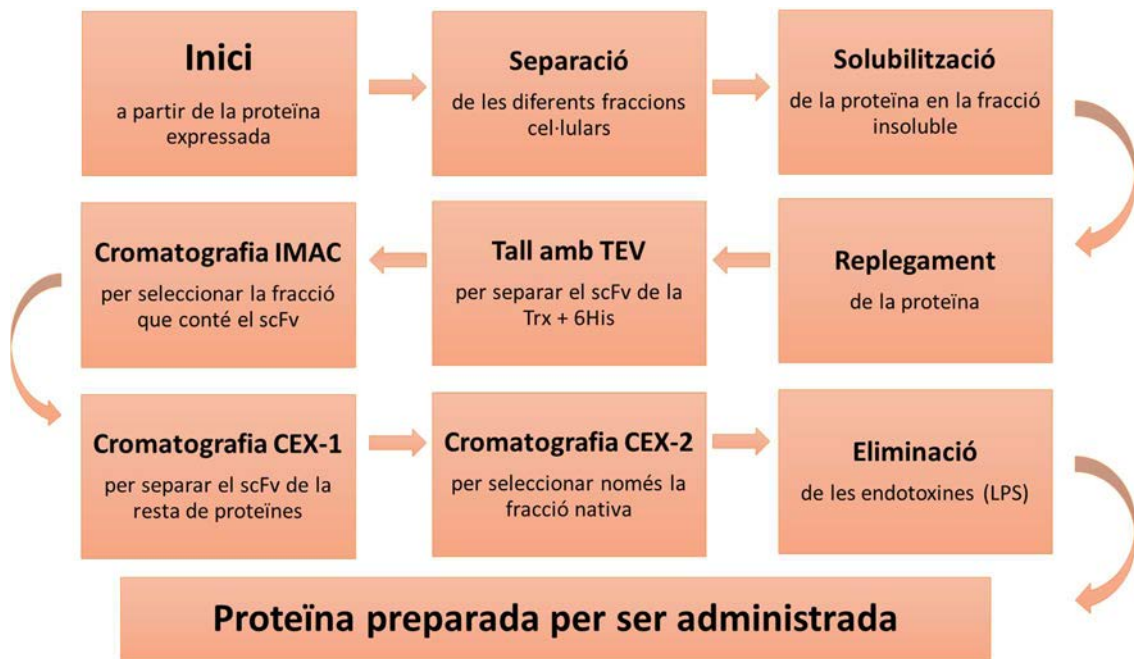 Inici
a partir de la proteïna
expressada
Separació
de les diferents fraccions
cel·lulars
Solubilització
de la proteïna en la fracció
insoluble
Replegament
de la proteïna
Tall amb TEV
per separar el scFv de la
Trx + 6His
Cromatografia IMAC
per seleccionar la fracció
que conté el scFv
Cromatografia CEX-1
per separar el scFv de la
resta de proteïnes
Cromatografia CEX-2
per seleccionar només la
fracció nativa
Eliminació
de les endotoxines (LPS)
Proteïna preparada per ser administrada